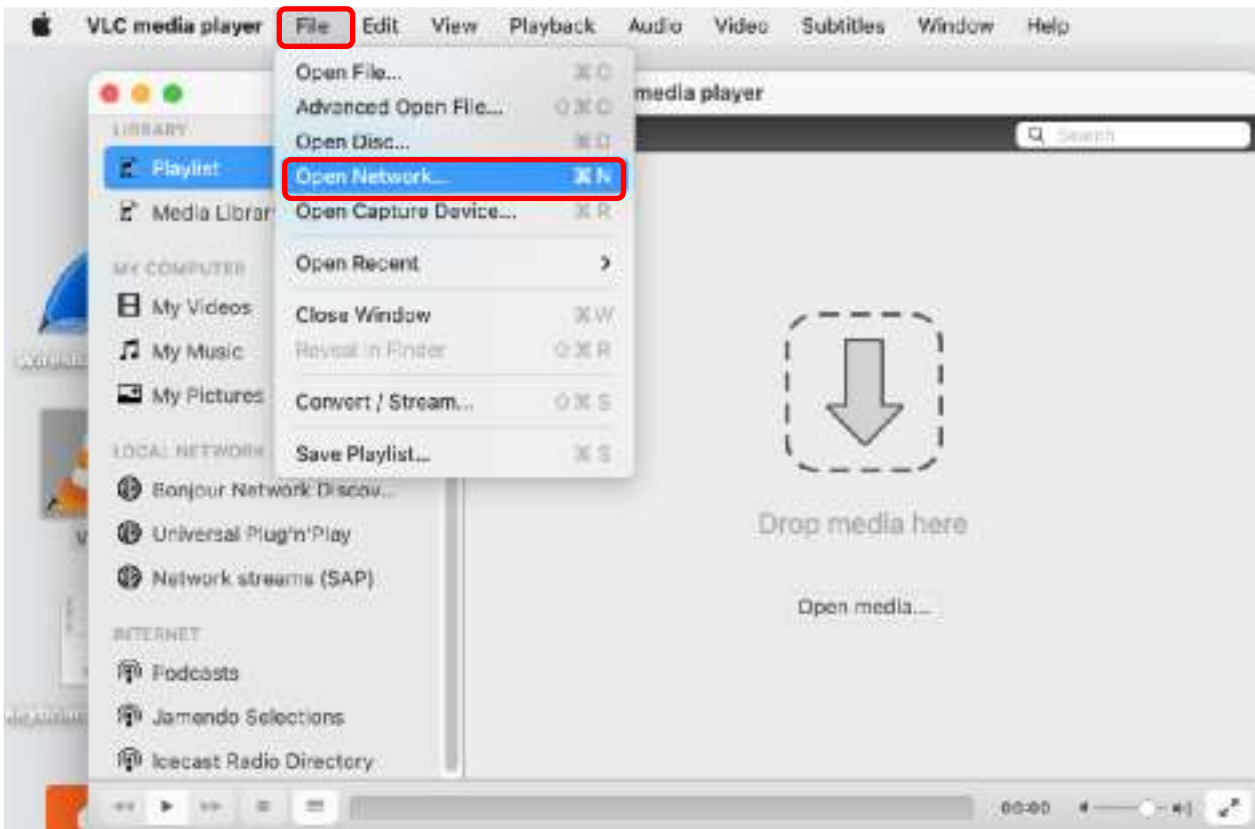 VLC media player File Edit View Playback Audio Video Subtitles Window Help
media player
Search
LIBRARY
Playlist
Media Librar
MY COMPUTER
My Videos
My Music
My Pictures
LOCAL NETWORK
Bonjour Network Discov...
Universal Plug'n'Play
Network streams (SAP)
INTERNET
Podcasts
Jamendo Selections
Icecast Radio Directory
Open File... ⌘ O
Advanced Open File... ⇧ ⌘ O
Open Disc... ⌘ D
Open Network... ⌘ N
Open Capture Device... ⌘ R
Open Recent >
Close Window ⌘ W
Reveal in Finder ⇧ ⌘ R
Convert / Stream... ⇧ ⌘ S
Save Playlist... ⌘ S
Drop media here
Open media...
00:00